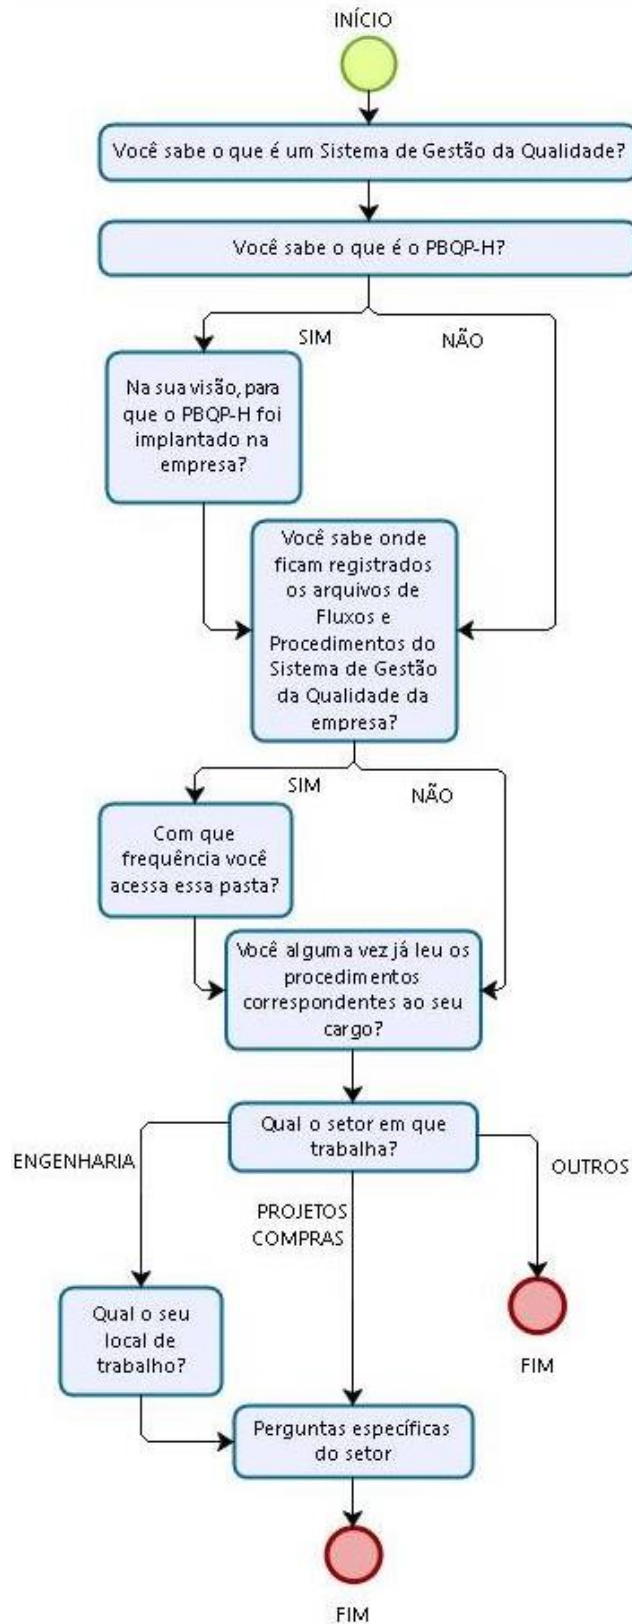 INÍCIO
Você sabe o que é um Sistema de Gestão da Qualidade?
Você sabe o que é o PBQP-H?
SIM
NÃO
Na sua visão, para
que o PBQP-H foi
implantado na
empresa?
Você sabe onde
ficam registrados
os arquivos de
Fluxos e
Procedimentos do
Sistema de Gestão
da Qualidade da
empresa?
SIM
NÃO
Com que
frequência você
acessa essa pasta?
Você alguma vez já leu os
procedimentos
correspondentes ao seu
cargo?
Qual o setor em que
trabalha?
ENGENHARIA
PROJETOS
COMPRAS
OUTROS
Qual o seu
local de
trabalho?
FIM
Perguntas específicas
do setor
FIM